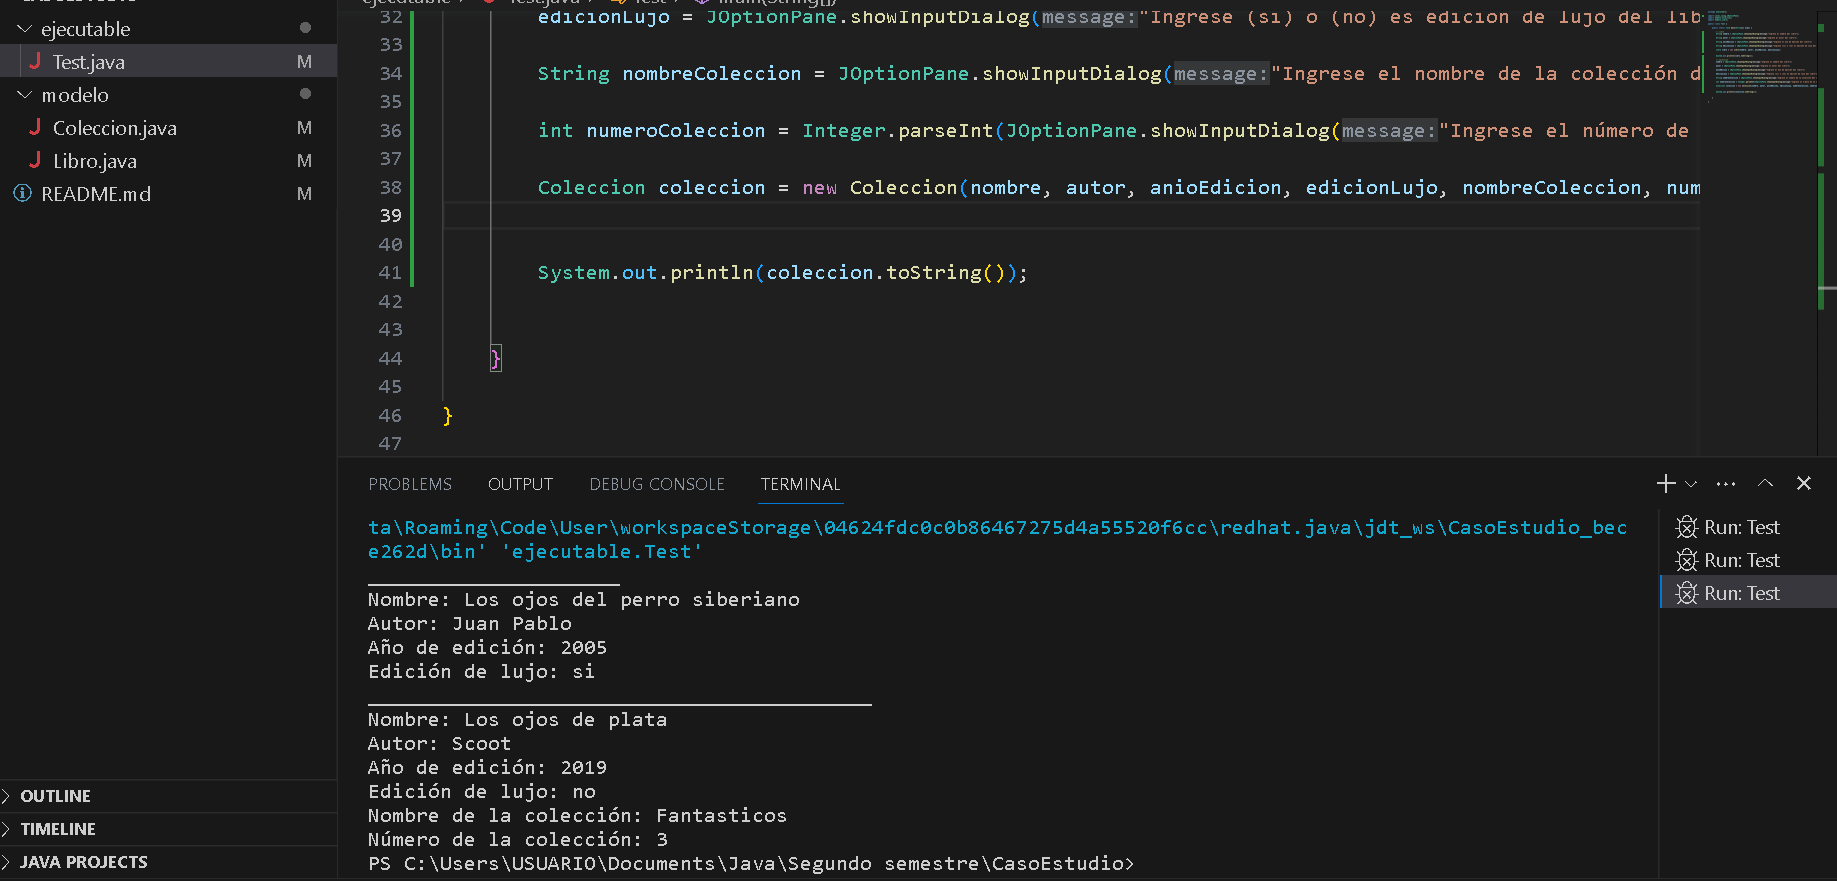 ejecutable
Test.java M
modelo
Coleccion.java M
Libro.java M
README.md M
OUTLINE
TIMELINE
JAVA PROJECTS
32 edicionLujo = JOptionPane.showInputDialog(message:"Ingrese (si) o (no) es edicion de lujo del lib
33
34 String nombreColeccion = JOptionPane.showInputDialog(message:"Ingrese el nombre de la colección d
35
36 int numeroColeccion = Integer.parseInt(JOptionPane.showInputDialog(message:"Ingrese el número de
37
38 Coleccion coleccion = new Coleccion(nombre, autor, anioEdicion, edicionLujo, nombreColeccion, num
39
40
41 System.out.println(coleccion.toString());
42
43
44 }
45
46 }
47
PROBLEMS OUTPUT DEBUG CONSOLE TERMINAL
ta\Roaming\Code\User\workspaceStorage\04624fdc0c0b86467275d4a55520f6cc\redhat.java\jdt_ws\CasoEstudio_bec
e262d\bin' 'ejecutable.Test'
_____________________
Nombre: Los ojos del perro siberiano
Autor: Juan Pablo
Año de edición: 2005
Edición de lujo: si
__________________________________________
Nombre: Los ojos de plata
Autor: Scoot
Año de edición: 2019
Edición de lujo: no
Nombre de la colección: Fantasticos
Número de la colección: 3
PS C:\Users\USUARIO\Documents\Java\Segundo semestre\CasoEstudio>
Run: Test
Run: Test
Run: Test